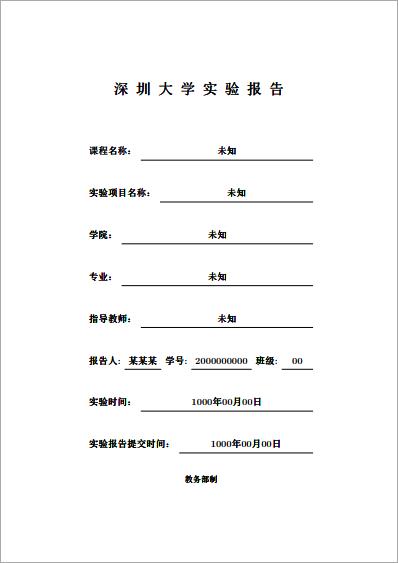 深圳大学实验报告
课程名称： 未知
实验项目名称： 未知
学院： 未知
专业： 未知
指导教师： 未知
报告人： 某某某 学号： 2000000000 班级： 00
实验时间： 1000年00月00日
实验报告提交时间： 1000年00月00日
教务部制